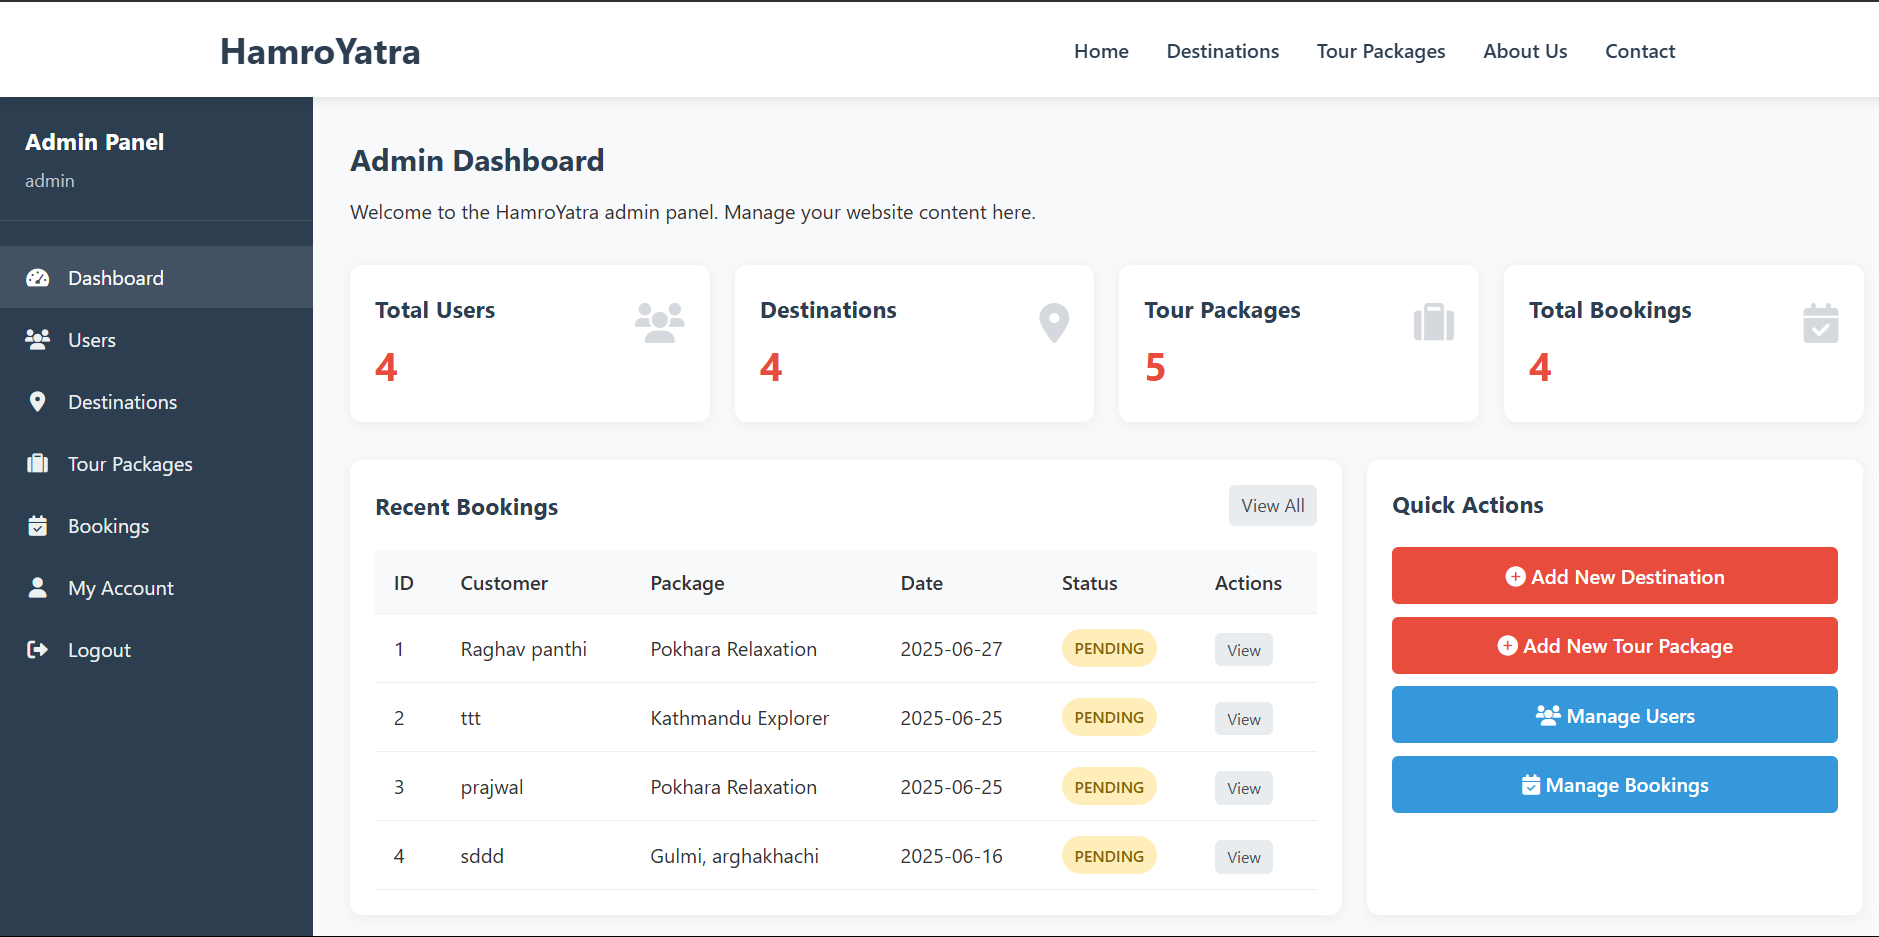 HamroYatra
Home Destinations Tour Packages About Us Contact
Admin Panel
admin
Dashboard
Users
Destinations
Tour Packages
Bookings
My Account
Logout
Admin Dashboard
Welcome to the HamroYatra admin panel. Manage your website content here.
Total Users
4
Destinations
4
Tour Packages
5
Total Bookings
4
Recent Bookings View All
ID Customer Package Date Status Actions
1 Raghav panthi Pokhara Relaxation 2025-06-27 PENDING View
2 ttt Kathmandu Explorer 2025-06-25 PENDING View
3 prajwal Pokhara Relaxation 2025-06-25 PENDING View
4 sddd Gulmi, arghakhachi 2025-06-16 PENDING View
Quick Actions
Add New Destination
Add New Tour Package
Manage Users
Manage Bookings